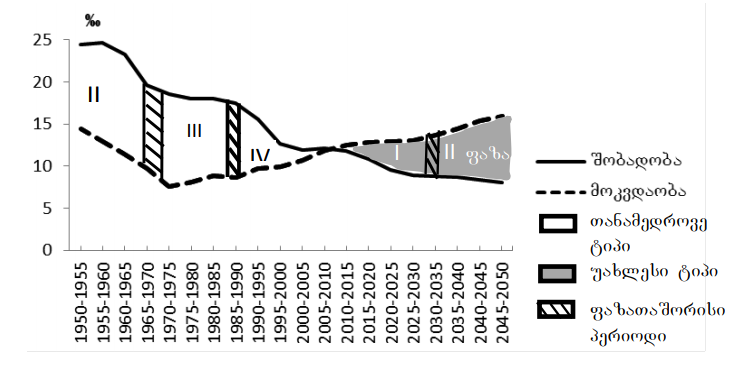 ‰
25
20
15
10
5
0
II
III
IV
I
II ფაზა
1950-1955
1955-1960
1960-1965
1965-1970
1970-1975
1975-1980
1980-1985
1985-1990
1990-1995
1995-2000
2000-2005
2005-2010
2010-2015
2015-2020
2020-2025
2025-2030
2030-2035
2035-2040
2040-2045
2045-2050
შობადობა
მოკვდაობა
თანამედროვე
ტიპი
უახლესი ტიპი
ფაზათაშორისი
პერიოდი